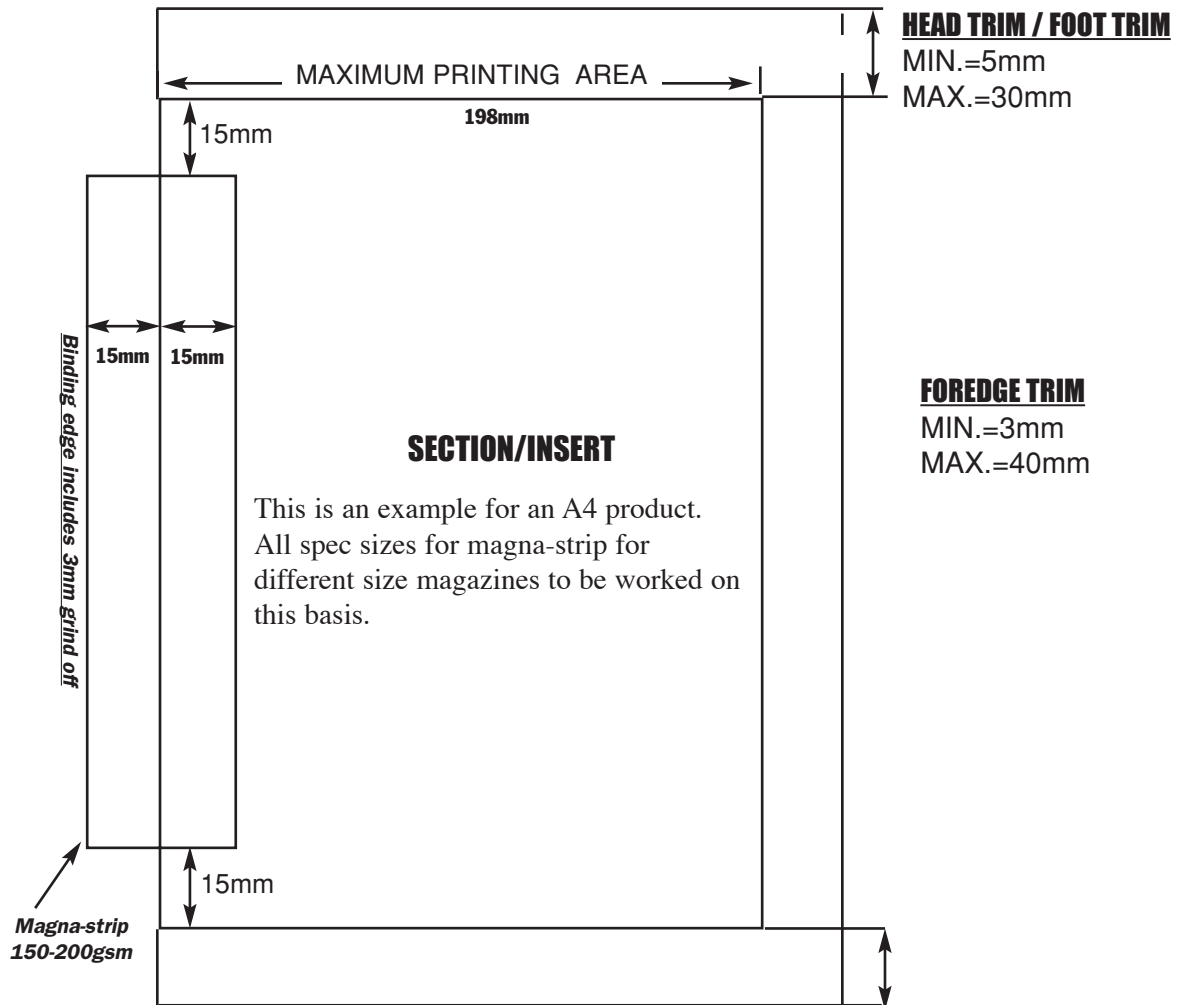 HEAD TRIM / FOOT TRIM
MIN.=5mm
MAX.=30mm
MAXIMUM PRINTING AREA
198mm
15mm
15mm
15mm
Binding edge includes 3mm grind off
FOREDGE TRIM
MIN.=3mm
MAX.=40mm
SECTION/INSERT
This is an example for an A4 product.
All spec sizes for magna-strip for
different size magazines to be worked on
this basis.
15mm
Magna-strip
150-200gsm